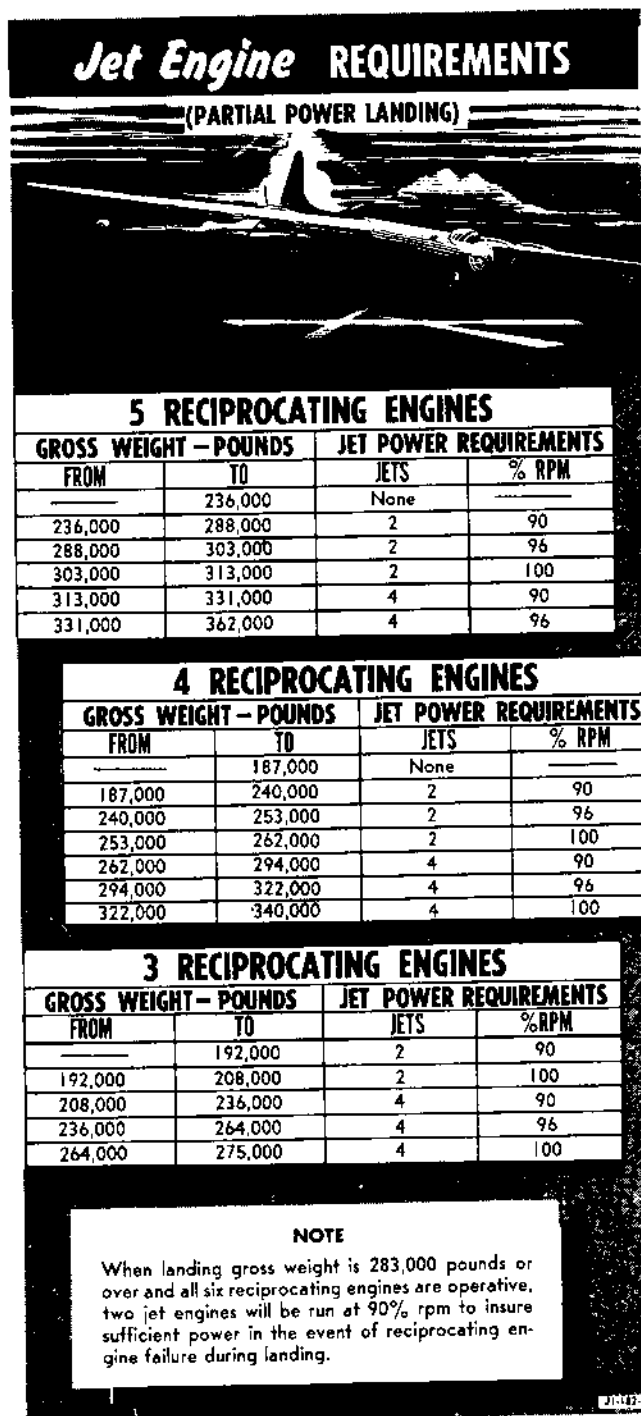 Jet Engine REQUIREMENTS
(PARTIAL POWER LANDING)
5 RECIPROCATING ENGINES
GROSS WEIGHT — POUNDS JET POWER REQUIREMENTS
FROM TO JETS % RPM
—— 236,000 None ——
236,000 288,000 2 90
288,000 303,000 2 96
303,000 313,000 2 100
313,000 331,000 4 90
331,000 362,000 4 96
4 RECIPROCATING ENGINES
GROSS WEIGHT — POUNDS JET POWER REQUIREMENTS
FROM TO JETS % RPM
—— 187,000 None ——
187,000 240,000 2 90
240,000 253,000 2 96
253,000 262,000 2 100
262,000 294,000 4 90
294,000 322,000 4 96
322,000 340,000 4 100
3 RECIPROCATING ENGINES
GROSS WEIGHT — POUNDS JET POWER REQUIREMENTS
FROM TO JETS %RPM
—— 192,000 2 90
192,000 208,000 2 100
208,000 236,000 4 90
236,000 264,000 4 96
264,000 275,000 4 100
NOTE
When landing gross weight is 283,000 pounds or
over and all six reciprocating engines are operative,
two jet engines will be run at 90% rpm to insure
sufficient power in the event of reciprocating en-
gine failure during landing.